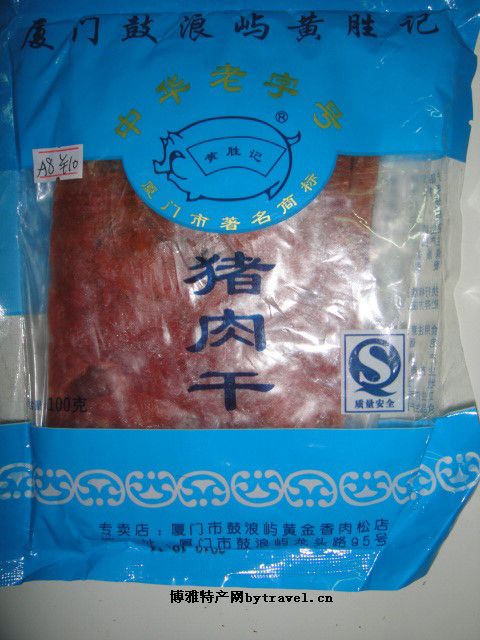 厦门鼓浪屿黄胜记
中华老字号
®
黄胜记
厦门市著名商标
A8 ¥10
猪肉干
100克
质量安全
专卖店：厦门市鼓浪屿黄金香肉松店
厦门市鼓浪屿龙头路95号
博雅特产网bytravel.cn